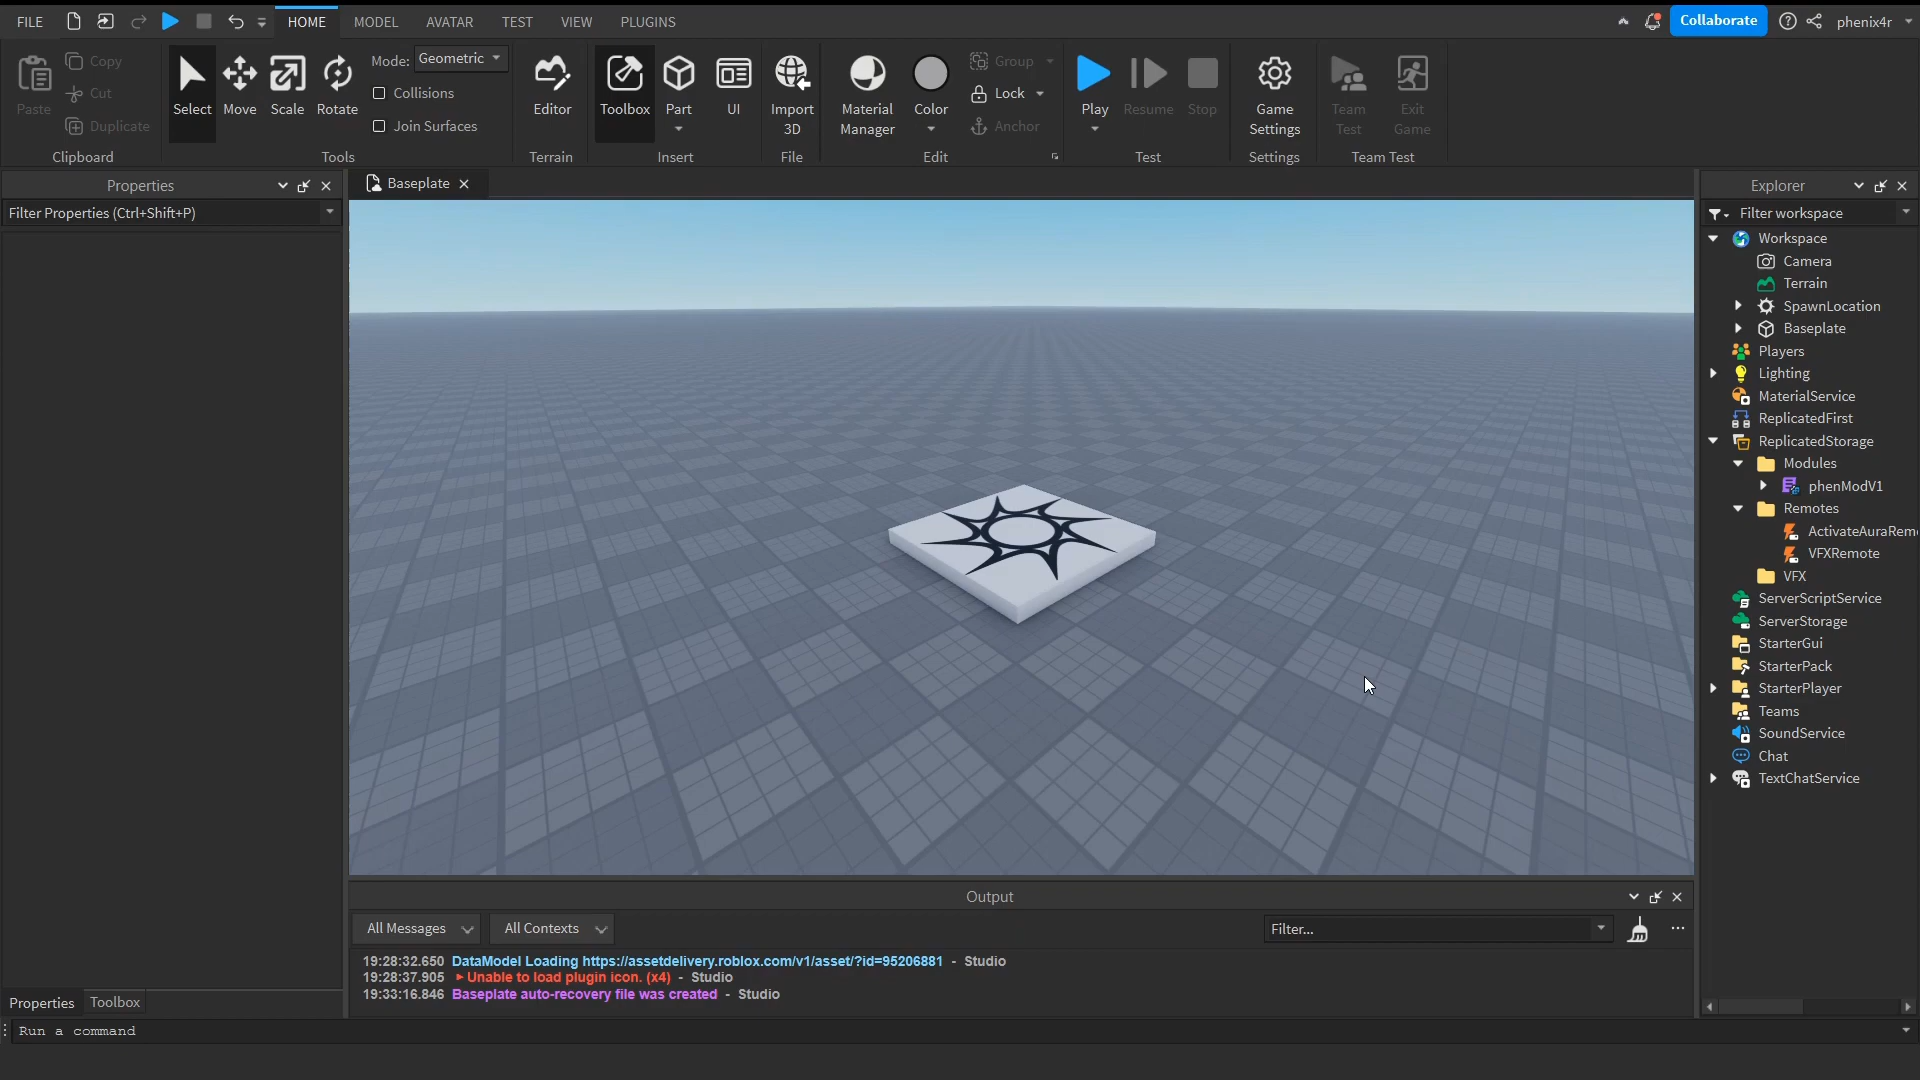 FILE HOME MODEL AVATAR TEST VIEW PLUGINS Collaborate phenix4r
Paste Copy Cut Duplicate Clipboard
Select Move Scale Rotate Mode: Geometric Collisions Join Surfaces Tools
Editor Terrain
Toolbox Part UI Insert
Import 3D File
Material Manager Color Group Lock Anchor Edit
Play Resume Stop Test
Game Settings Settings
Team Test Exit Game Team Test
Properties
Filter Properties (Ctrl+Shift+P)
Baseplate
Explorer
Filter workspace
Workspace
Camera
Terrain
SpawnLocation
Baseplate
Players
Lighting
MaterialService
ReplicatedFirst
ReplicatedStorage
Modules
phenModV1
Remotes
ActivateAuraRem
VFXRemote
VFX
ServerScriptService
ServerStorage
StarterGui
StarterPack
StarterPlayer
Teams
SoundService
Chat
TextChatService
Output
All Messages All Contexts Filter...
19:28:32.650 DataModel Loading https://assetdelivery.roblox.com/v1/asset/?id=95206881 - Studio
19:28:37.905 Unable to load plugin icon. (x4) - Studio
19:33:16.846 Baseplate auto-recovery file was created - Studio
Properties Toolbox
Run a command